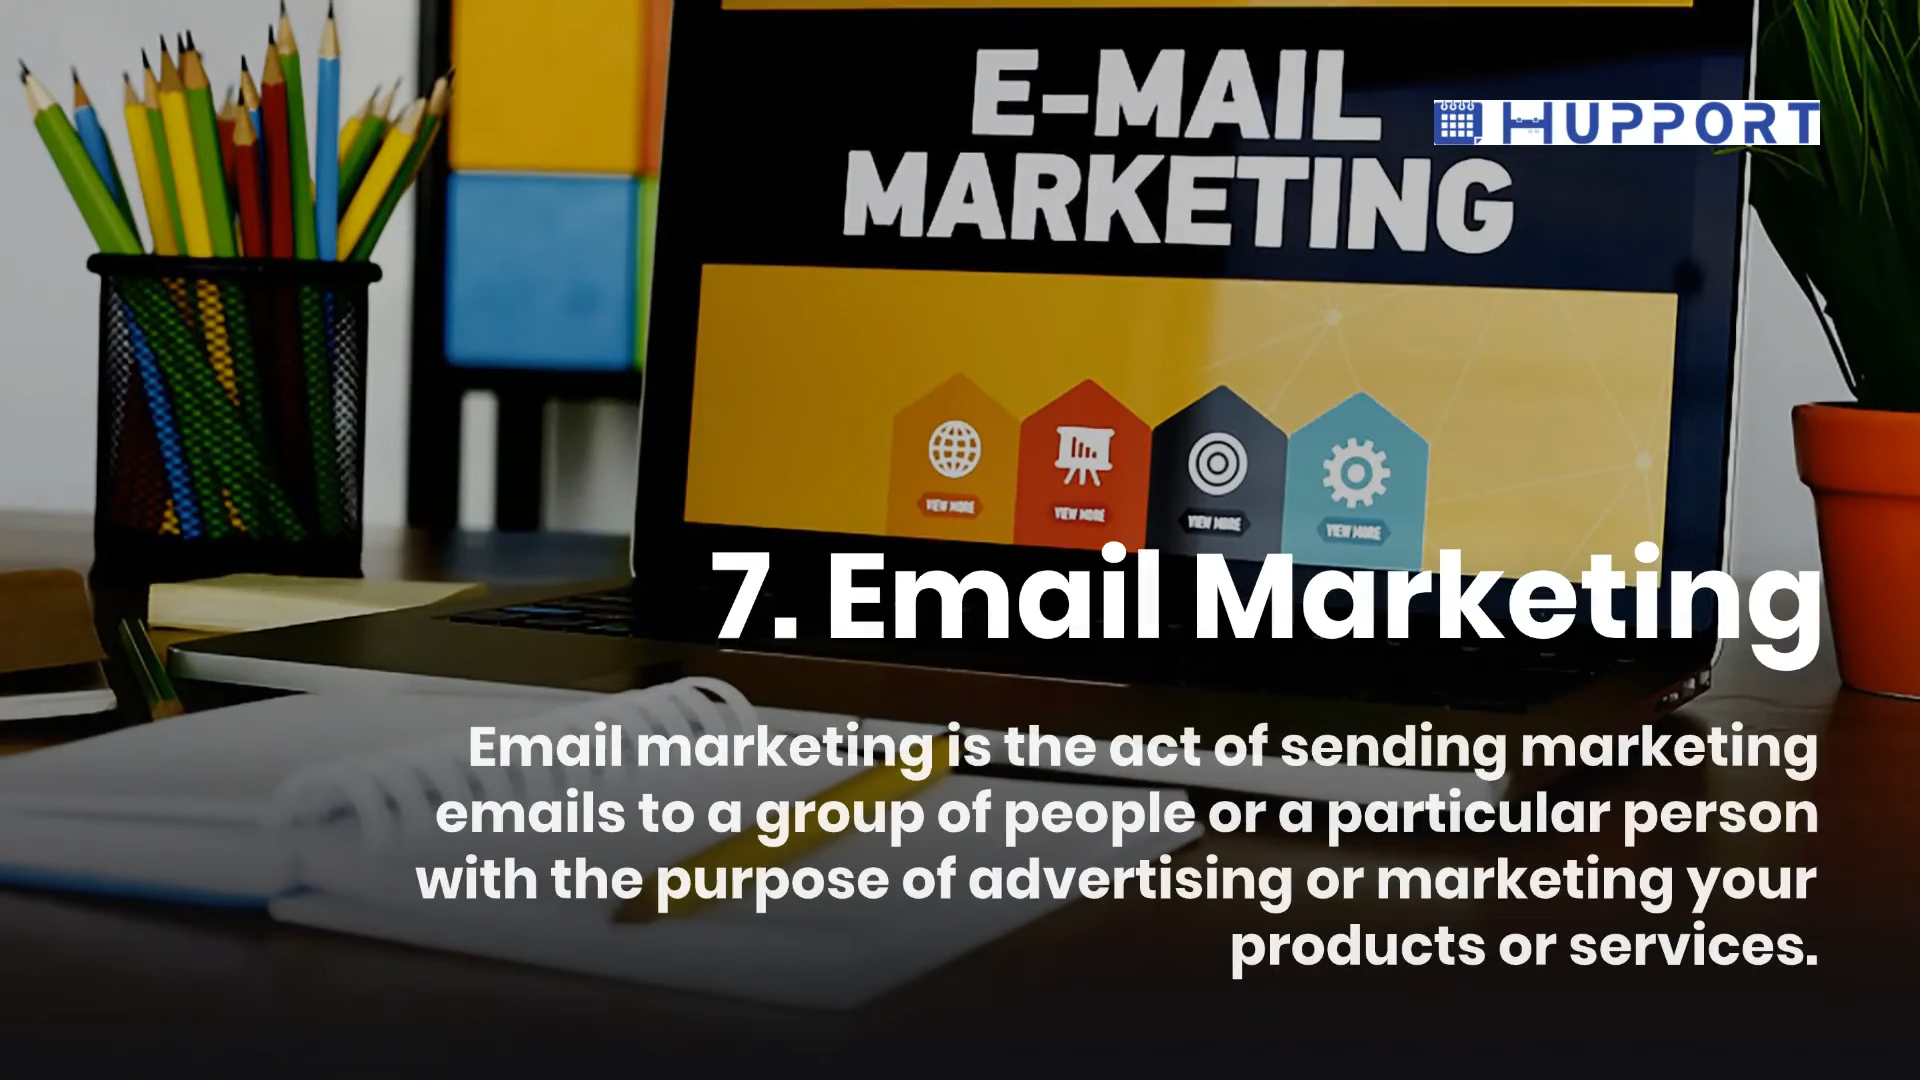 E-MAIL
MARKETING
HUPPORT
VIEW MORE
VIEW MORE
VIEW MORE
VIEW MORE
7. Email Marketing
Email marketing is the act of sending marketing
emails to a group of people or a particular person
with the purpose of advertising or marketing your
products or services.